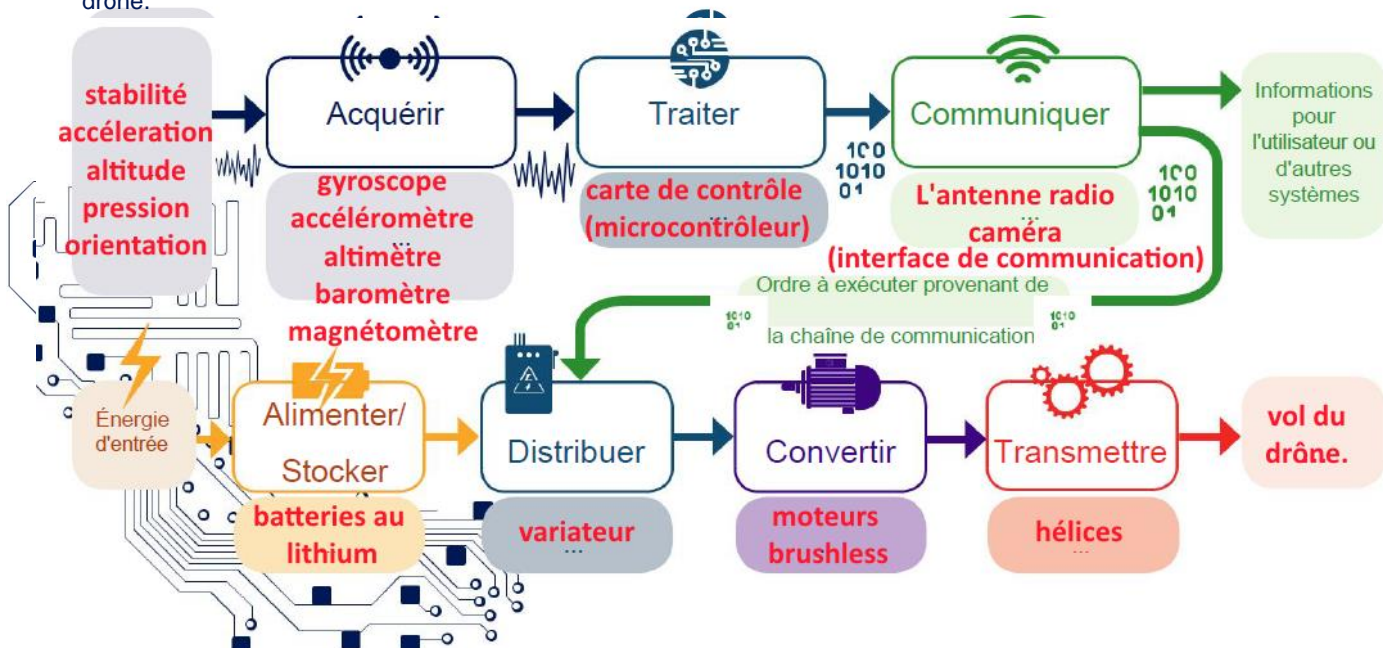 drone.
stabilité
accéleration
altitude
pression
orientation
Acquérir
gyroscope
accéléromètre
...
altimètre
baromètre
magnétomètre
Traiter
carte de contrôle
...
(microcontrôleur)
100
1010
01
Communiquer
L'antenne radio
...
caméra
(interface de communication)
100
1010
01
Informations
pour
l'utilisateur ou
d'autres
systèmes
Ordre à exécuter provenant de
la chaîne de communication
1010
01
1010
01
Énergie
d'entrée
Alimenter/
Stocker
batteries au
lithium
Distribuer
variateur
...
Convertir
moteurs
brushless
Transmettre
hélices
...
vol du
drône.